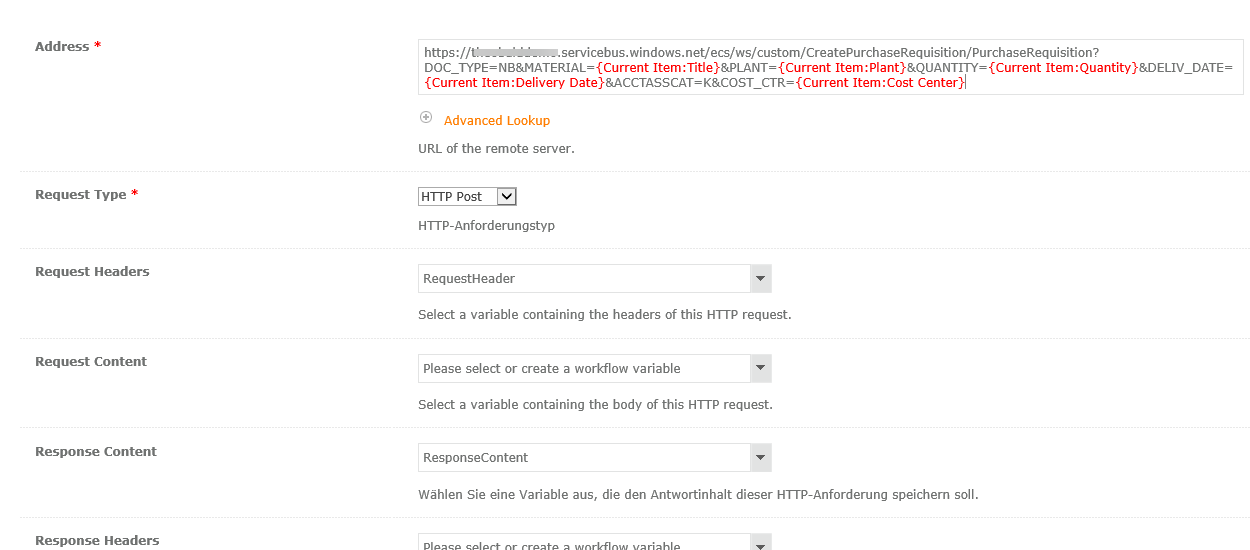 Address *
https://.servicebus.windows.net/ecs/ws/custom/CreatePurchaseRequisition/PurchaseRequisition?
DOC_TYPE=NB&MATERIAL={Current Item:Title}&PLANT={Current Item:Plant}&QUANTITY={Current Item:Quantity}&DELIV_DATE=
{Current Item:Delivery Date}&ACCTASSCAT=K&COST_CTR={Current Item:Cost Center}
Advanced Lookup
URL of the remote server.
Request Type *
HTTP Post
HTTP-Anforderungstyp
Request Headers
RequestHeader
Select a variable containing the headers of this HTTP request.
Request Content
Please select or create a workflow variable
Select a variable containing the body of this HTTP request.
Response Content
ResponseContent
Wählen Sie eine Variable aus, die den Antwortinhalt dieser HTTP-Anforderung speichern soll.
Response Headers
Please select or create a workflow variable